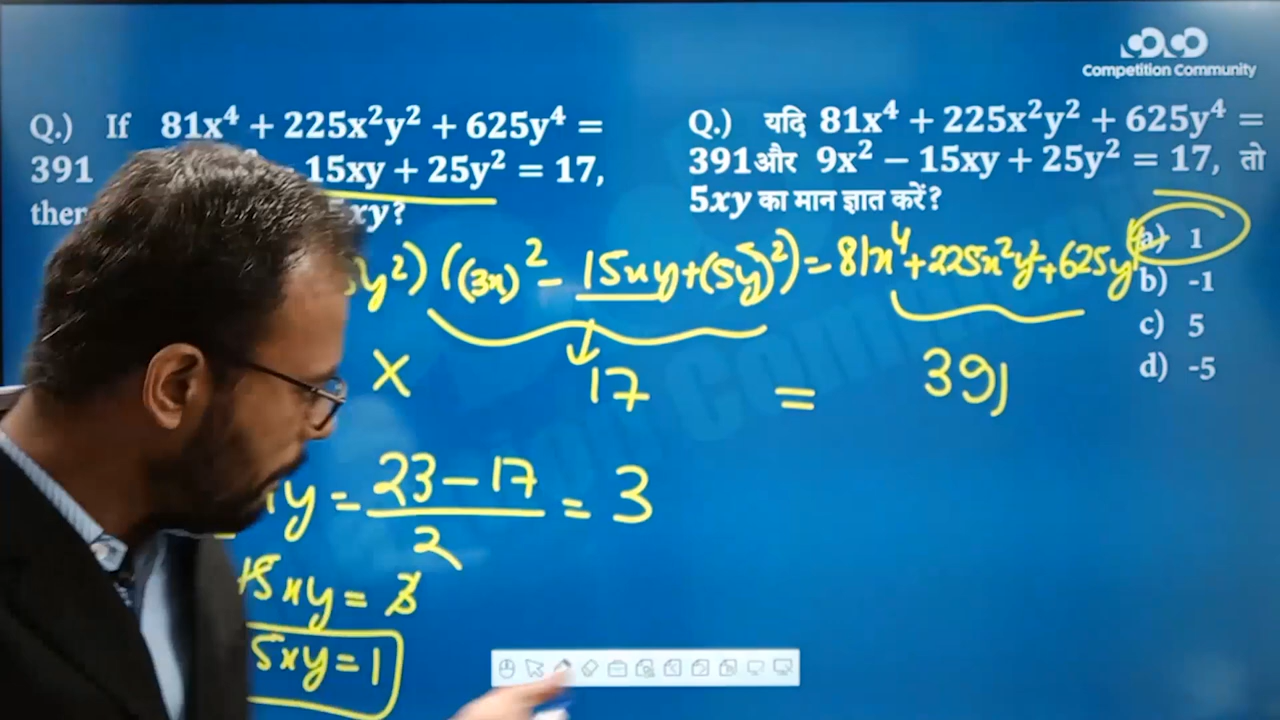 Competition Community
Q.) If 81x⁴ + 225x²y² + 625y⁴ =
391 15xy + 25y² = 17,
xy?
Q.) यदि 81x⁴ + 225x²y² + 625y⁴ =
391और 9x² − 15xy + 25y² = 17, तो
5xy का मान ज्ञात करें?
a) 1
b) -1
c) 5
d) -5
y²) ((3x)² − 15xy+(5y)²) = 81x⁴+225x²y²+625y⁴
× 17 = 391
y = 23−17/2 = 3
15xy = 3
5xy = 1